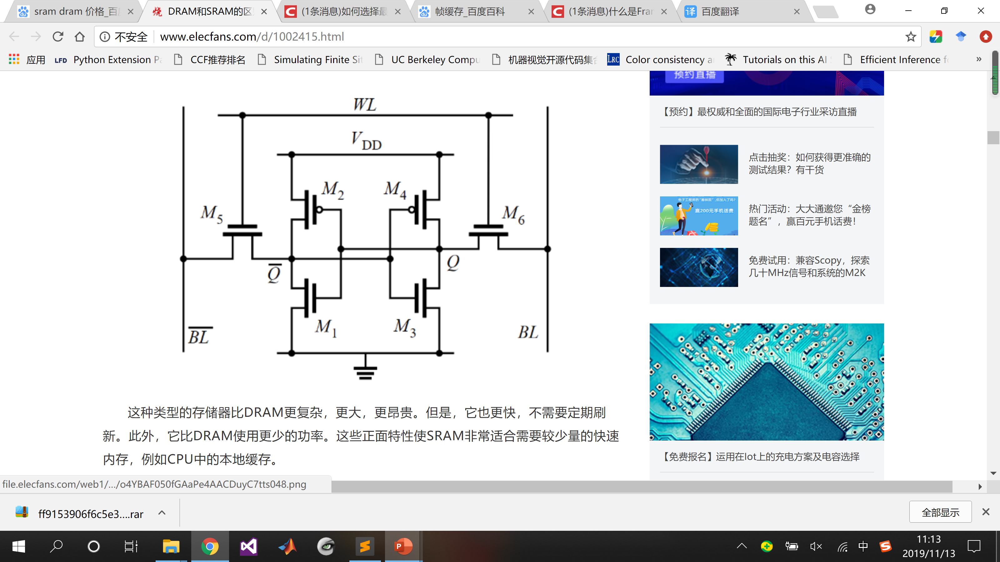 sram dram 价格_百
DRAM和SRAM的区
(1条消息)如何选择最
帧缓存_百度百科
(1条消息)什么是Fra
译 百度翻译
不安全 www.elecfans.com/d/1002415.html
应用
LFD Python Extension Pa
CCF推荐排名
Simulating Finite Sit
UC Berkeley Compu
机器视觉开源代码集
LRC Color consistency a
Tutorials on this AI
Efficient Inference f
»
WL
V DD
M2
M4
M5
M6
Q̅
Q
M1
M3
B̅L̅
BL
这种类型的存储器比DRAM更复杂，更大，更昂贵。但是，它也更快，不需要定期刷
新。此外，它比DRAM使用更少的功率。这些正面特性使SRAM非常适合需要较少量的快速
内存，例如CPU中的本地缓存。
预约直播
【预约】最权威和全面的国际电子行业采访直播
点击抽奖：如何获得更准确的
测试结果？有干货
电子工程师的“翰林院”,你加入了吗?
赢200元手机话费
热门活动：大大通邀您“金榜
题名”，赢百元手机话费！
免费试用：兼容Scopy，探索
几十MHz信号和系统的M2K
【免费报名】运用在Iot上的充电方案及电容选择
file.elecfans.com/web1/.../o4YBAF050fGAaPe4AACDuyC7tts048.png
ff9153906f6c5e3....rar
全部显示
中
11:13
2019/11/13